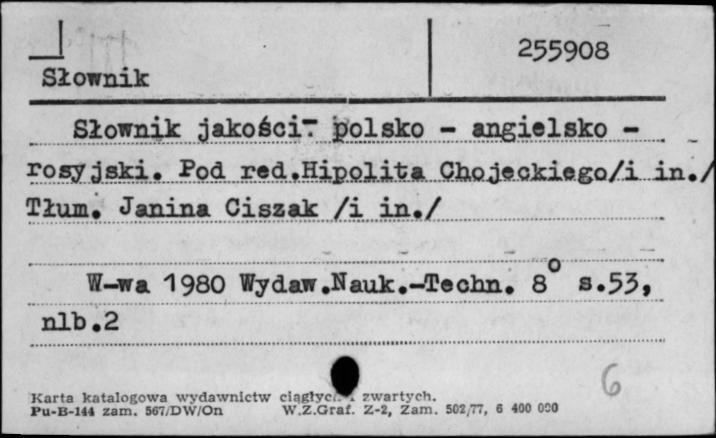 255908
Słownik
Słownik jakości- polsko - angielsko -
rosyjski. Pod red.Hipolita Chojeckiego/i in./
Tłum. Janina Ciszak /i in./
W-wa 1980 Wydaw.Nauk.-Techn. 8° s.53,
nlb.2
6
Karta katalogowa wydawnictw ciągłych i zwartych.
Pu-B-144 zam. 567/DW/On W.Z.Graf. Z-2, Zam. 502/77, 6 400 000